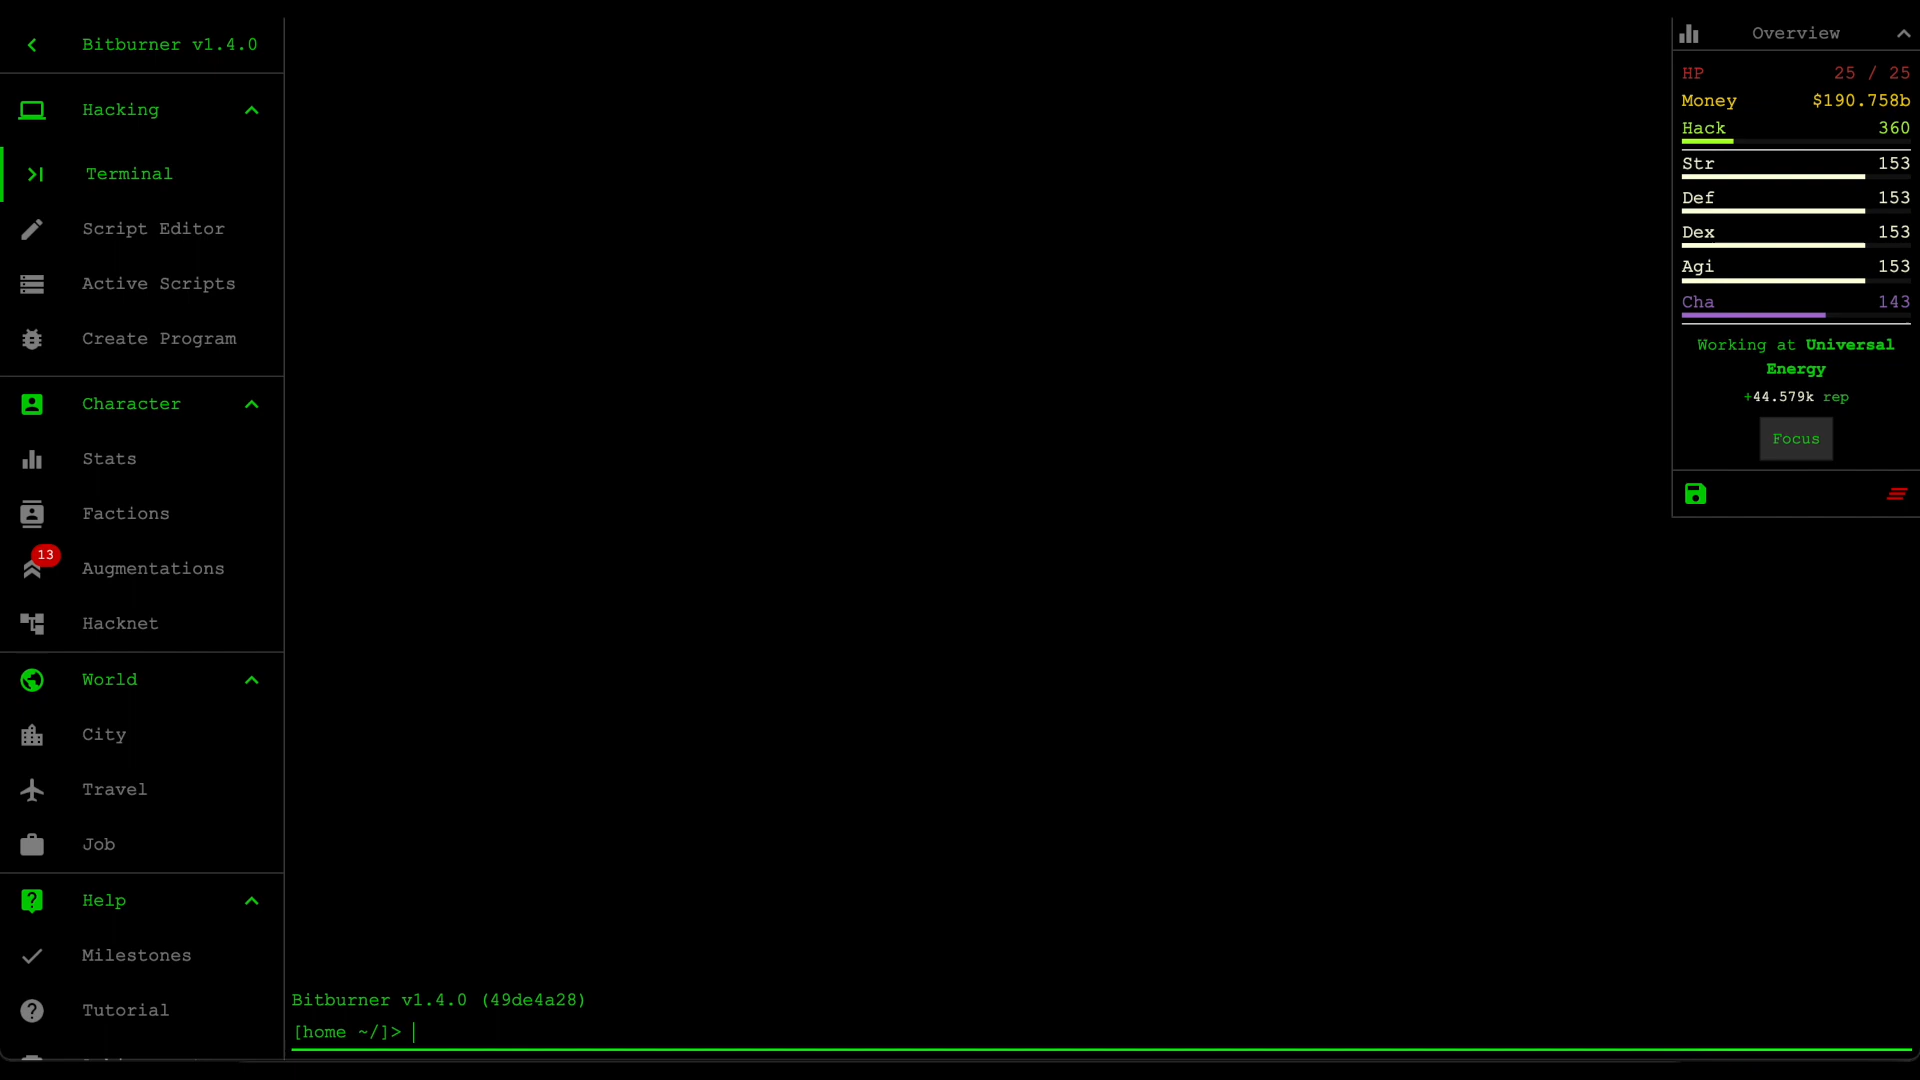 Bitburner v1.4.0
Hacking
Terminal
Script Editor
Active Scripts
Create Program
Character
Stats
Factions
13
Augmentations
Hacknet
World
City
Travel
Job
Help
Milestones
Tutorial
Bitburner v1.4.0 (49de4a28)
[home ~/]>
Overview
HP 25 / 25
Money $190.758b
Hack 360
Str 153
Def 153
Dex 153
Agi 153
Cha 143
Working at Universal
Energy
+44.579k rep
Focus